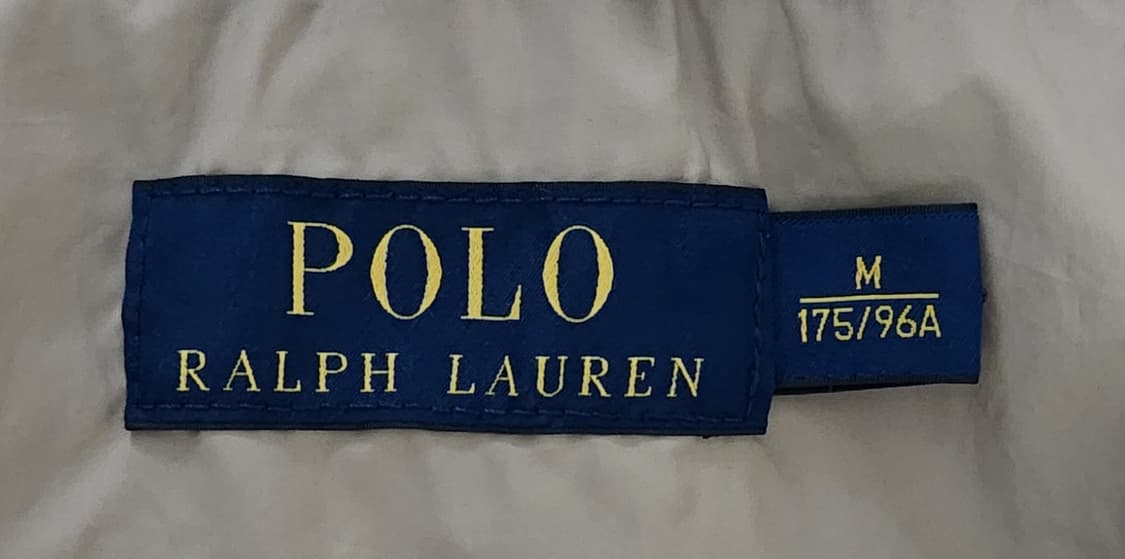 POLO
RALPH LAUREN
M
175/96A